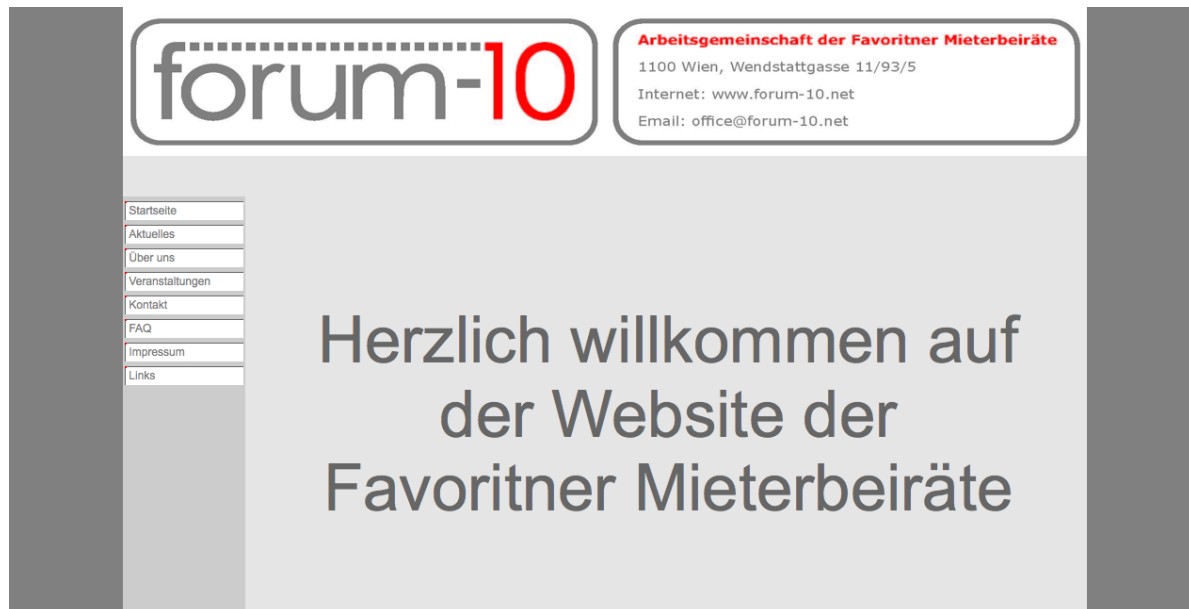 forum-10
Arbeitsgemeinschaft der Favoritner Mieterbeiräte
1100 Wien, Wendstattgasse 11/93/5
Internet: www.forum-10.net
Email: office@forum-10.net
Startseite
Aktuelles
Über uns
Veranstaltungen
Kontakt
FAQ
Impressum
Links
Herzlich willkommen auf
der Website der
Favoritner Mieterbeiräte